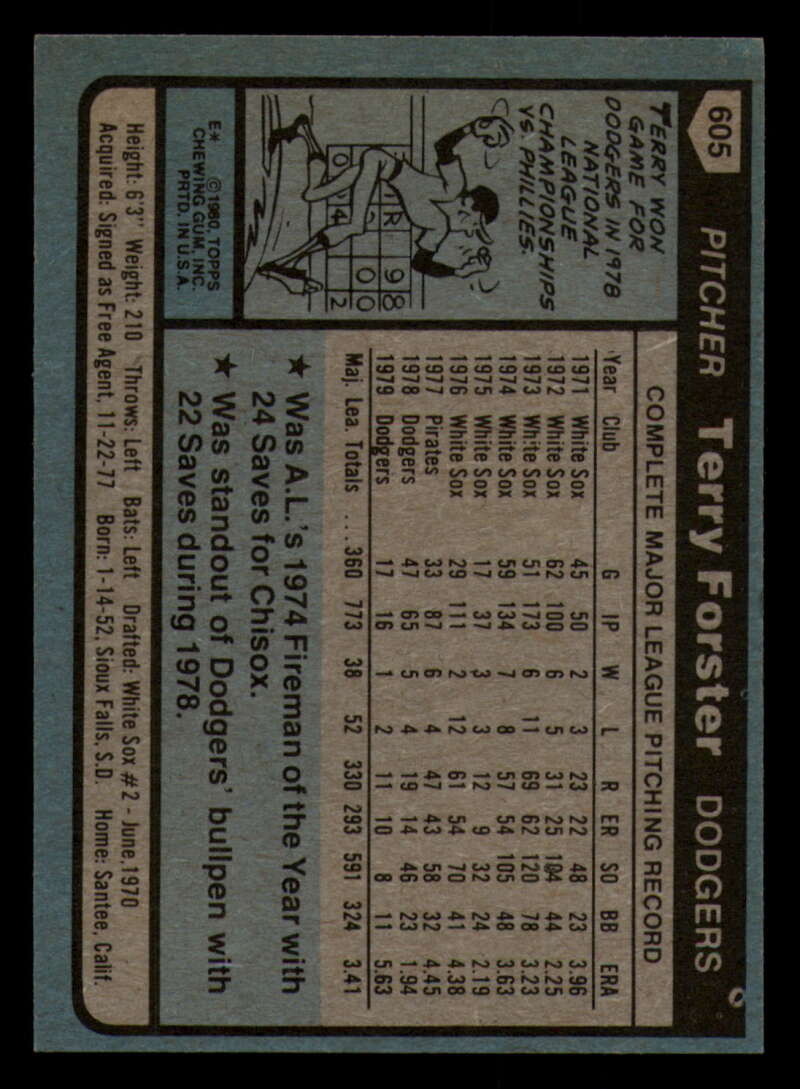 605 PITCHER Terry Forster DODGERS
TERRY WON
GAME FOR
DODGERS IN 1978
NATIONAL
LEAGUE
CHAMPIONSHIPS
VS. PHILLIES.
R
9 8
0 0 0
4 2
E* © 1980, TOPPS
CHEWING GUM, INC.
PRTD. IN U.S.A.
COMPLETE MAJOR LEAGUE PITCHING RECORD
Year Club G IP W L R ER SO BB ERA
1971 White Sox 45 50 2 3 23 22 48 23 3.96
1972 White Sox 62 100 6 5 31 25 104 44 2.25
1973 White Sox 51 173 6 11 69 62 120 78 3.23
1974 White Sox 59 134 7 8 57 54 105 48 3.63
1975 White Sox 17 37 3 3 12 9 32 24 2.19
1976 White Sox 29 111 2 12 61 54 70 41 4.38
1977 Pirates 33 87 6 4 47 43 58 32 4.45
1978 Dodgers 47 65 5 4 19 14 46 23 1.94
1979 Dodgers 17 16 1 2 11 10 8 11 5.63
Maj. Lea. Totals ... 360 773 38 52 330 293 591 324 3.41
★ Was A.L.'s 1974 Fireman of the Year with
24 Saves for Chisox.
★ Was standout of Dodgers' bullpen with
22 Saves during 1978.
Height: 6'3" Weight: 210 Throws: Left Bats: Left Drafted: White Sox #2 - June, 1970
Acquired: Signed as Free Agent, 11-22-77 Born: 1-14-52, Sioux Falls, S.D. Home: Santee, Calif.